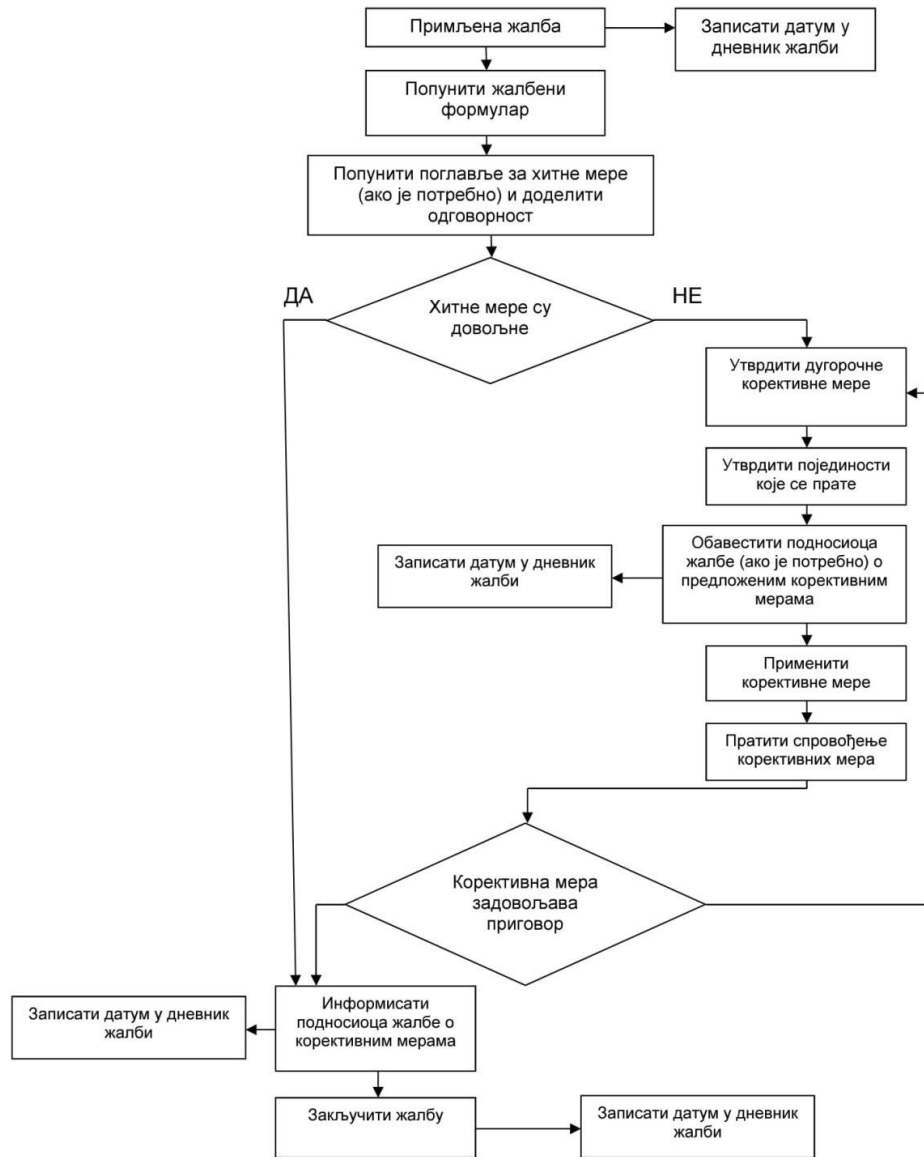 Примљена жалба
Записати датум у
дневник жалби
Попунити жалбени
формулар
Попунити поглавље за хитне мере
(ако је потребно) и доделити
одговорност
ДА
НЕ
Хитне мере су
довољне
Утврдити дугорочне
корективне мере
Утврдити појединости
које се прате
Обавестити подносиоца
жалбе (ако је потребно) о
предложеним корективним
мерама
Записати датум у дневник
жалби
Применити
корективне мере
Пратити спровођење
корективних мера
Корективна мера
задовољава
приговор
Информисати
подносиоца жалбе о
корективним мерама
Записати датум у дневник
жалби
Закључити жалбу
Записати датум у дневник
жалби